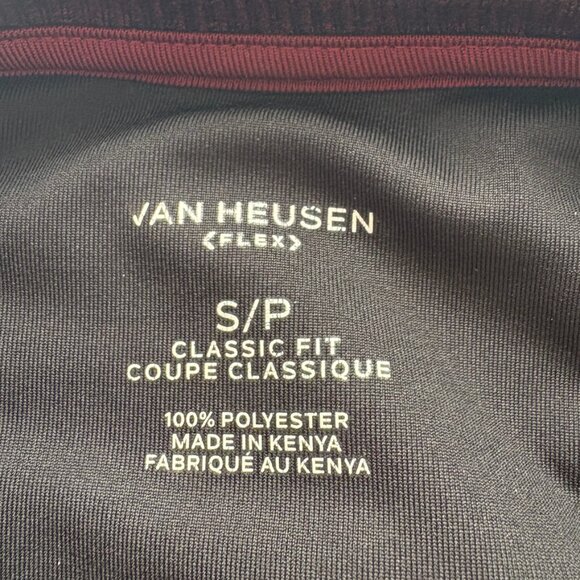 VAN HEUSEN
<FLEX>
S/P
CLASSIC FIT
COUPE CLASSIQUE
100% POLYESTER
MADE IN KENYA
FABRIQUÉ AU KENYA